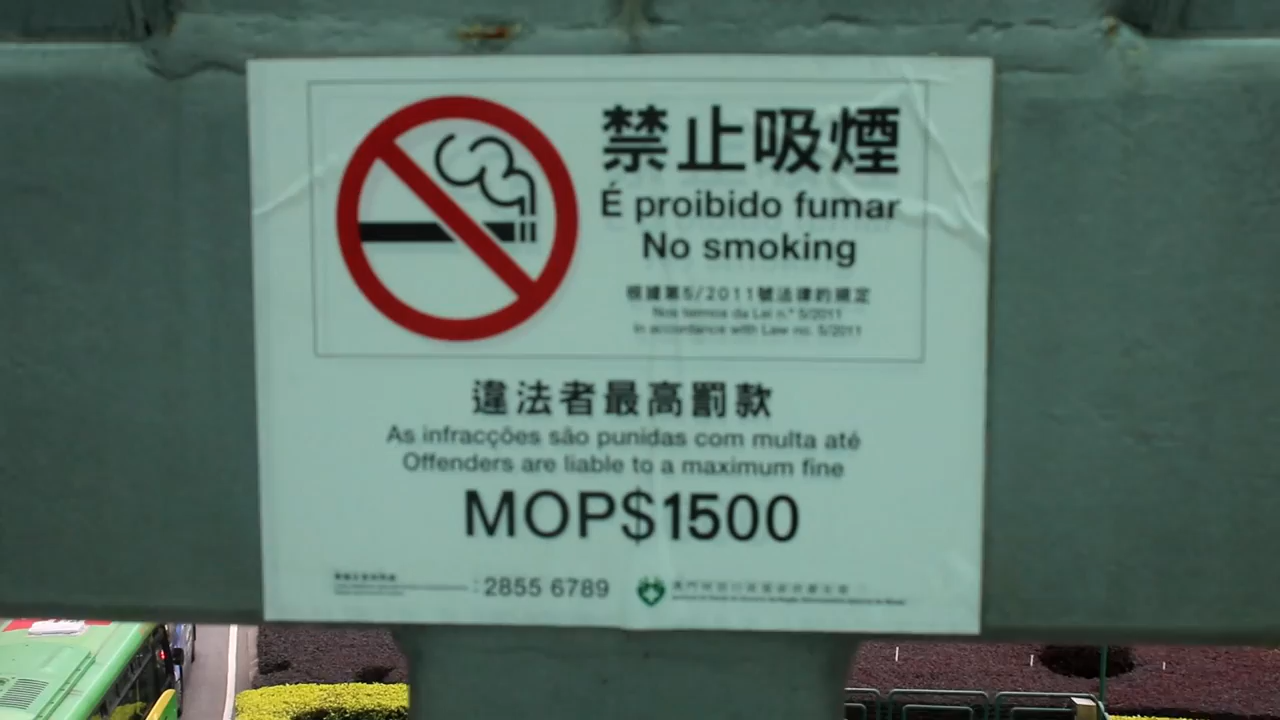 禁止吸煙
É proibido fumar
No smoking
根據第5/2011號法律的規定
Nos termos da Lei n.º 5/2011
In accordance with Law no. 5/2011
違法者最高罰款
As infracções são punidas com multa até
Offenders are liable to a maximum fine
MOP$1500
: 2855 6789